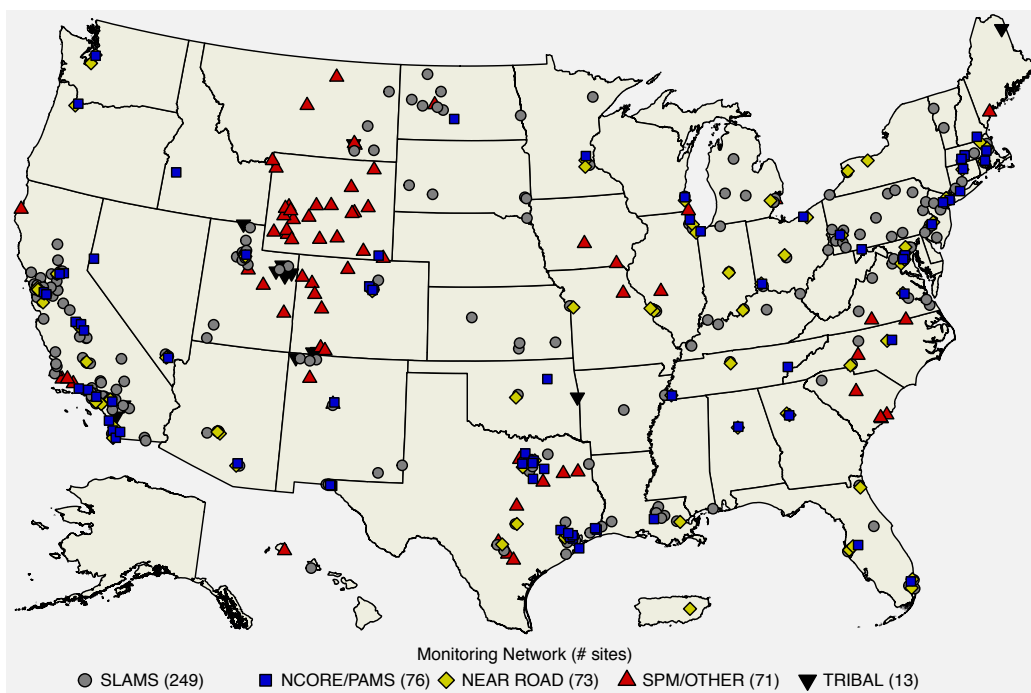 Monitoring Network (# sites)
SLAMS (249) NCORE/PAMS (76) NEAR ROAD (73) SPM/OTHER (71) TRIBAL (13)